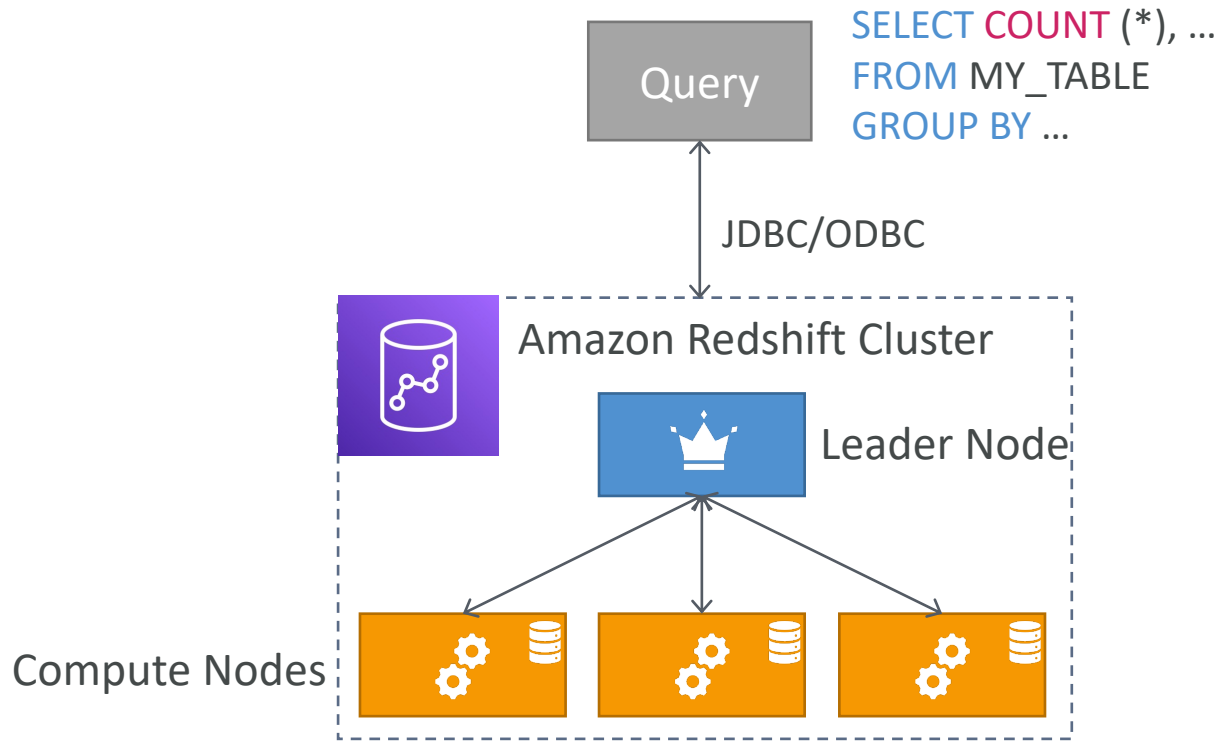 Query
SELECT COUNT (*), …
FROM MY_TABLE
GROUP BY …
JDBC/ODBC
Amazon Redshift Cluster
Leader Node
Compute Nodes